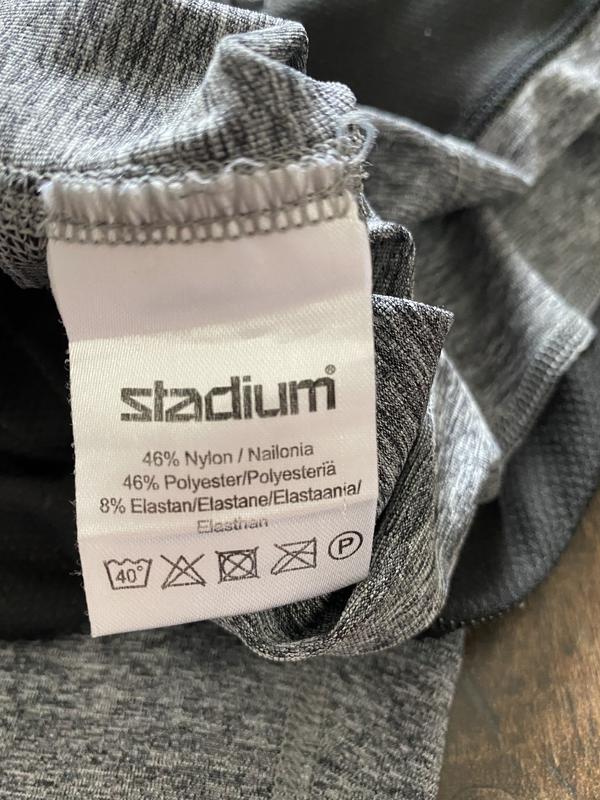 stadium®
46% Nylon / Nailonia
46% Polyester/Polyesteriä
8% Elastan/Elastane/Elastaania/
Elasthan
40° P